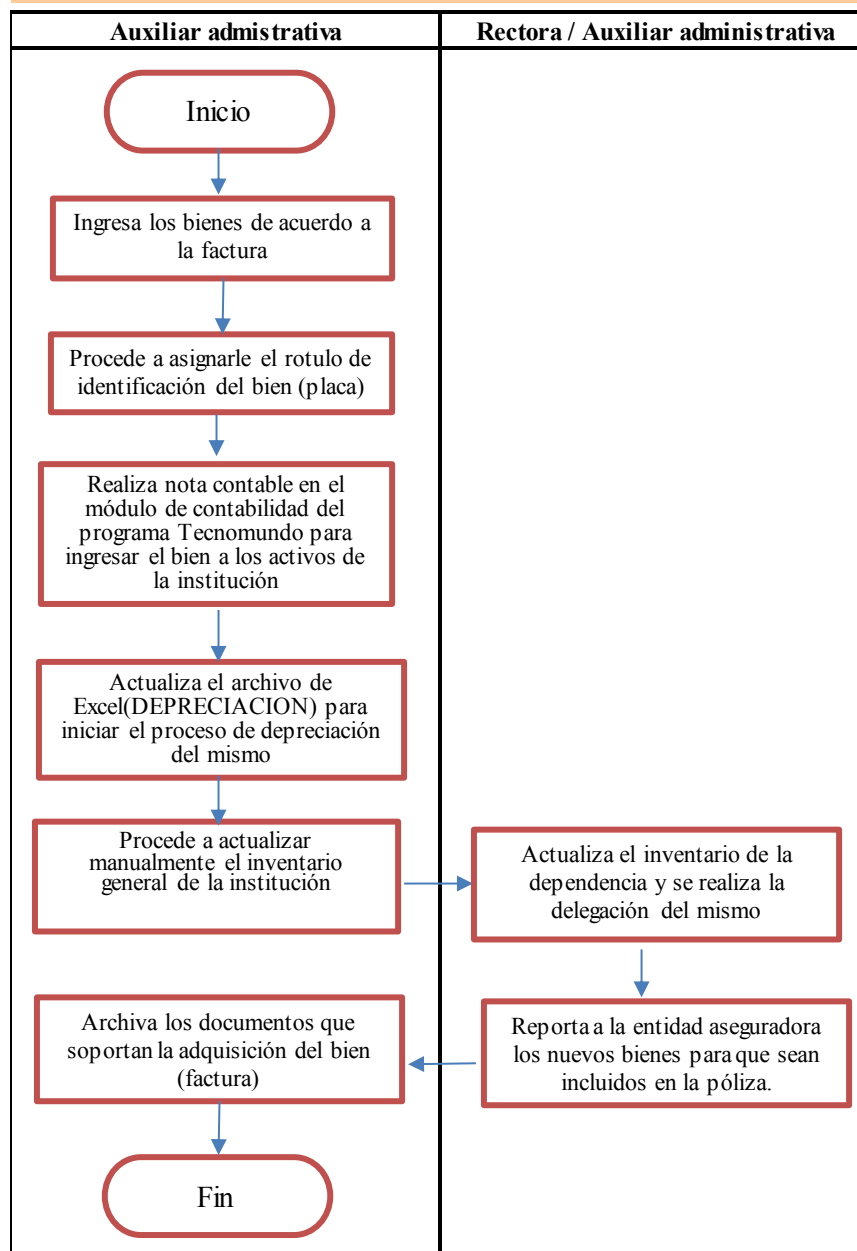 Auxiliar admistrativa
Rectora / Auxiliar administrativa
Inicio
Ingresa los bienes de acuerdo a
la factura
Procede a asignarle el rotulo de
identificación del bien (placa)
Realiza nota contable en el
módulo de contabilidad del
programa Tecnomundo para
ingresar el bien a los activos de
la institución
Actualiza el archivo de
Excel(DEPRECIACION) para
iniciar el proceso de depreciación
del mismo
Procede a actualizar
manualmente el inventario
general de la institución
Actualiza el inventario de la
dependencia y se realiza la
delegación del mismo
Reporta a la entidad aseguradora
los nuevos bienes para que sean
incluidos en la póliza.
Archiva los documentos que
soportan la adquisición del bien
(factura)
Fin